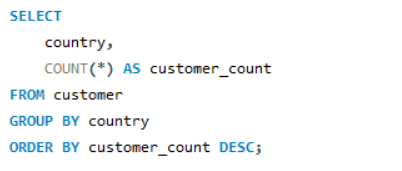 SELECT
    country,
    COUNT(*) AS customer_count
FROM customer
GROUP BY country
ORDER BY customer_count DESC;